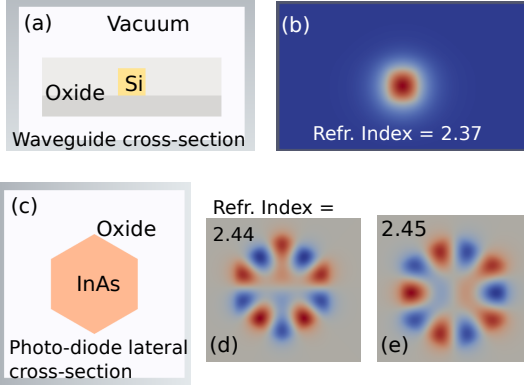 (a)
Vacuum
Oxide
Si
Waveguide cross-section
(b)
Refr. Index = 2.37
(c)
Oxide
InAs
Photo-diode lateral
cross-section
Refr. Index =
2.44
(d)
2.45
(e)